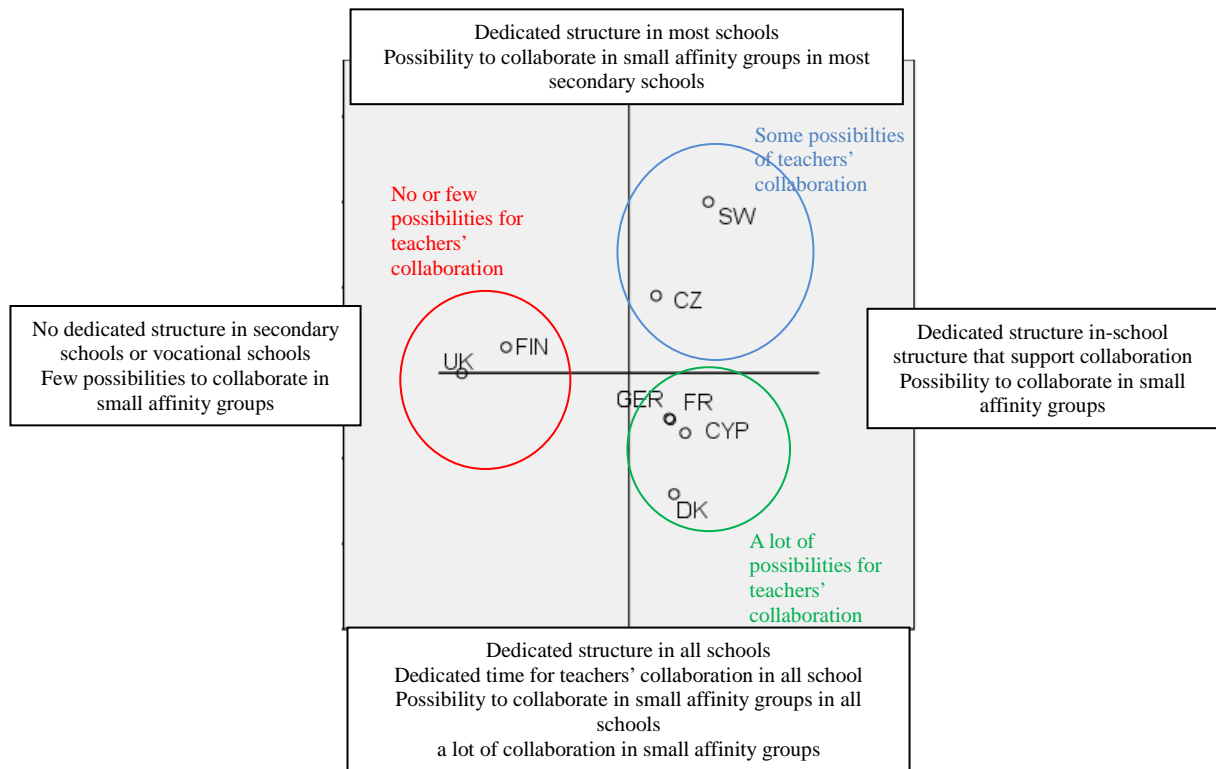 Dedicated structure in most schools
Possibility to collaborate in small affinity groups in most
secondary schools
Some possibilties
of teachers’
collaboration
No or few
possibilities for
teachers’
collaboration
SW
CZ
No dedicated structure in secondary
schools or vocational schools
Few possibilities to collaborate in
small affinity groups
FIN
UK
Dedicated structure in-school
structure that support collaboration
Possibility to collaborate in small
affinity groups
GER
FR
CYP
DK
A lot of
possibilities for
teachers’
collaboration
Dedicated structure in all schools
Dedicated time for teachers’ collaboration in all school
Possibility to collaborate in small affinity groups in all
schools
a lot of collaboration in small affinity groups